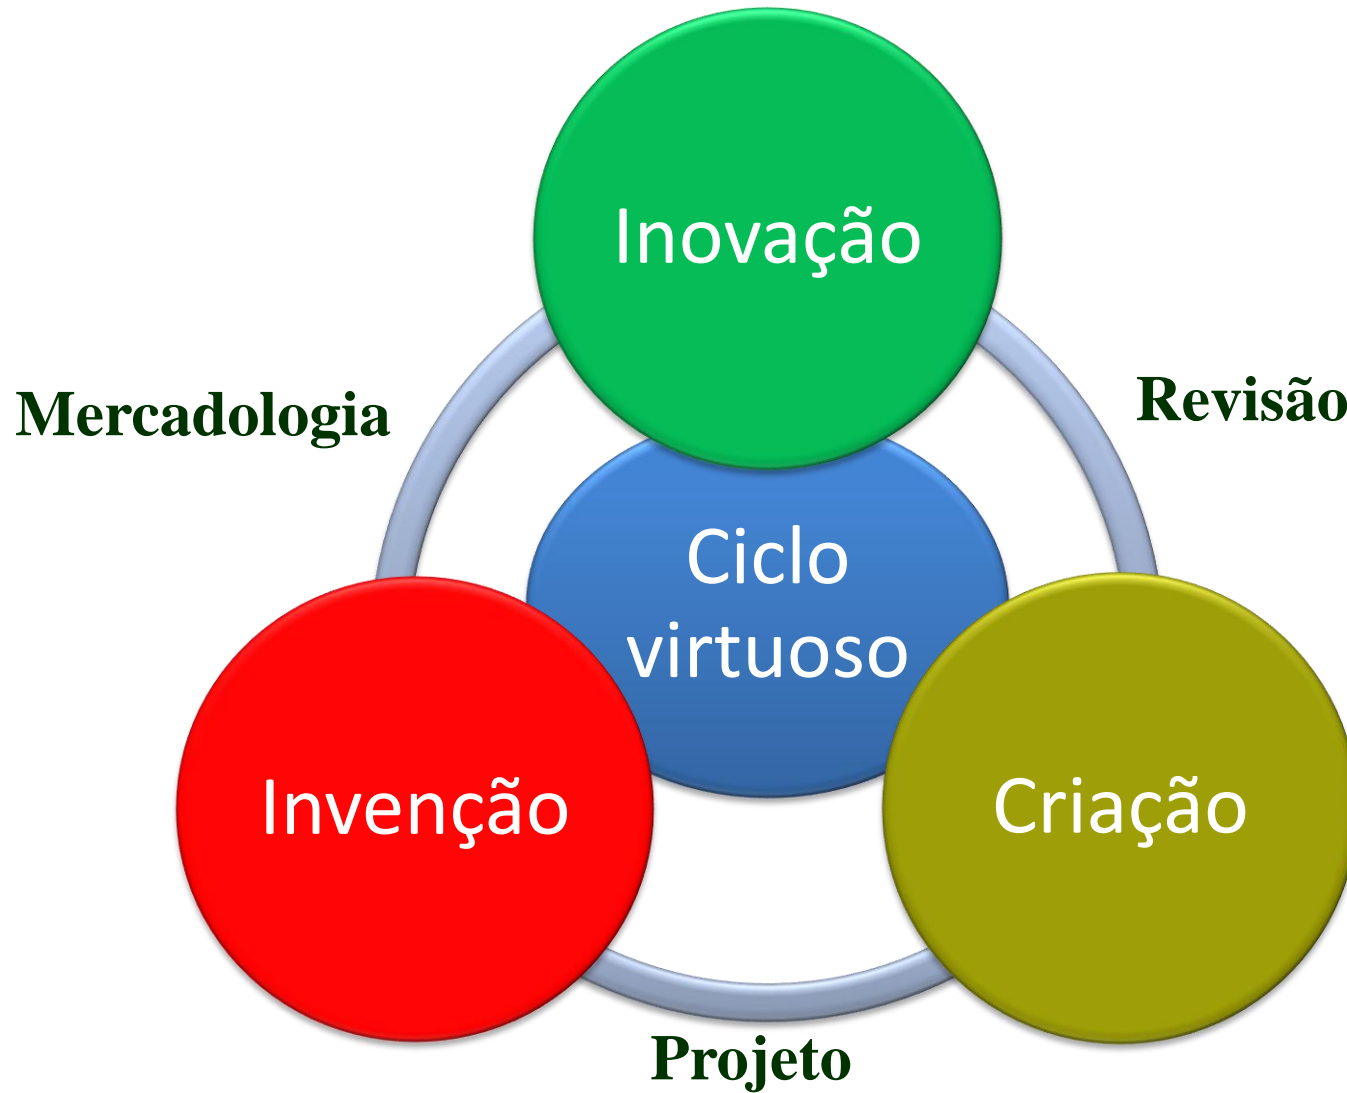 Inovação
Mercadologia
Revisão
Ciclo
virtuoso
Invenção
Criação
Projeto